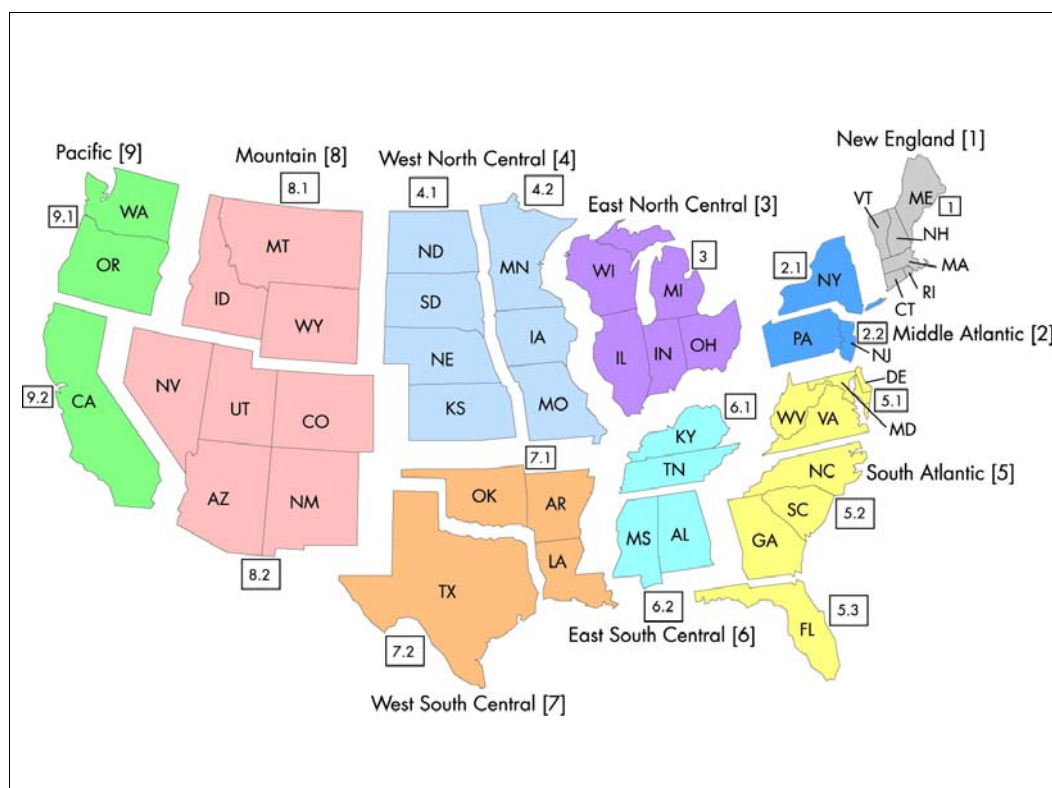 New England [1]
Pacific [9]
Mountain [8]
West North Central [4]
8.1
4.1
4.2
East North Central [3]
9.1
WA
OR
MT
ID
WY
ND
SD
NE
KS
MN
IA
MO
WI
MI
3
IL
IN
OH
VT
ME
1
NH
MA
RI
CT
2.1
NY
PA
2.2
Middle Atlantic [2]
NJ
9.2
CA
NV
UT
CO
AZ
NM
8.2
DE
5.1
WV
VA
MD
6.1
KY
TN
7.1
OK
AR
LA
TX
7.2
West South Central [7]
MS
AL
6.2
East South Central [6]
NC
South Atlantic [5]
SC
5.2
GA
FL
5.3